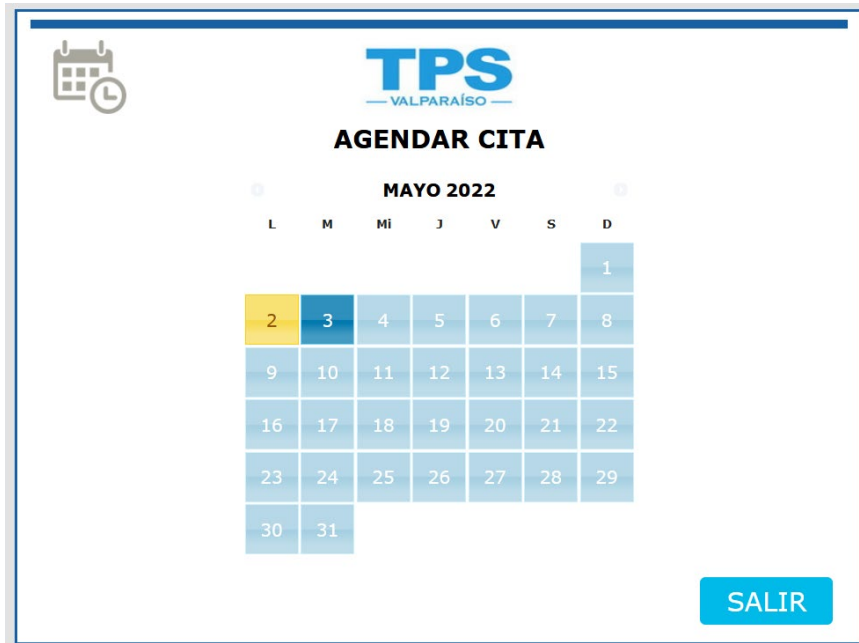 TPS
VALPARAÍSO
AGENDAR CITA
MAYO 2022
L M Mi J V S D
1
2 3 4 5 6 7 8
9 10 11 12 13 14 15
16 17 18 19 20 21 22
23 24 25 26 27 28 29
30 31
SALIR